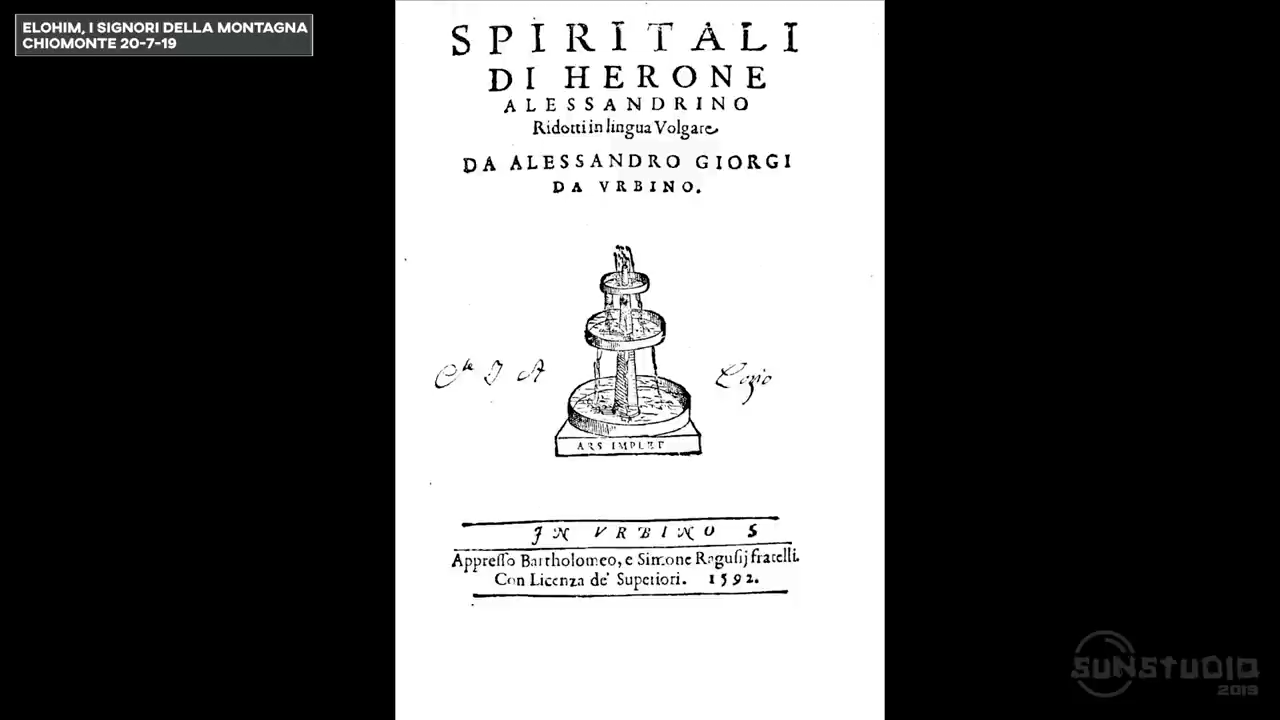 ELOHIM, I SIGNORI DELLA MONTAGNA
CHIOMONTE 20-7-19
SPIRITALI
DI HERONE
ALESSANDRINO
Ridotti in lingua Volgare
DA ALESSANDRO GIORGI
DA VRBINO.
ARS IMPLET
IN VRBINO S
Appresso Bartholomeo, e Simone Ragusij fratelli.
Con Licenza de' Superiori. 1592.
SUNSTUDIO
2019